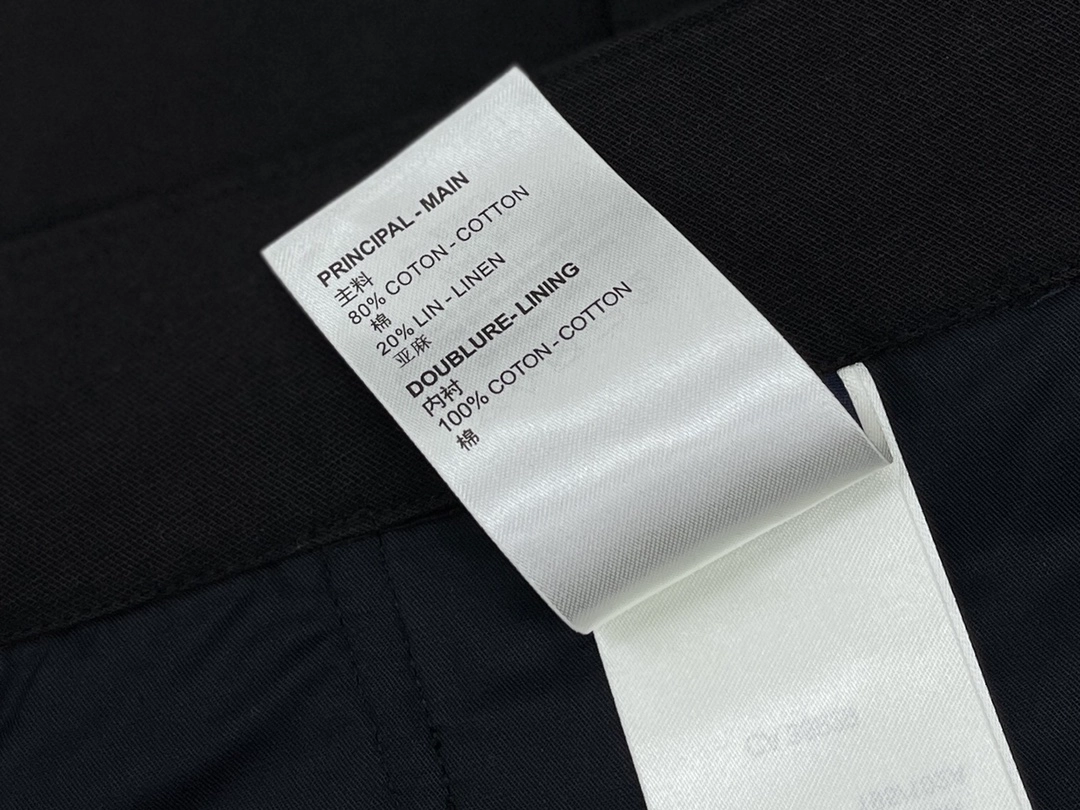 PRINCIPAL - MAIN
主料
80% COTON - COTTON
棉
20% LIN - LINEN
亚麻
DOUBLURE- LINING
内衬
100% COTON - COTTON
棉